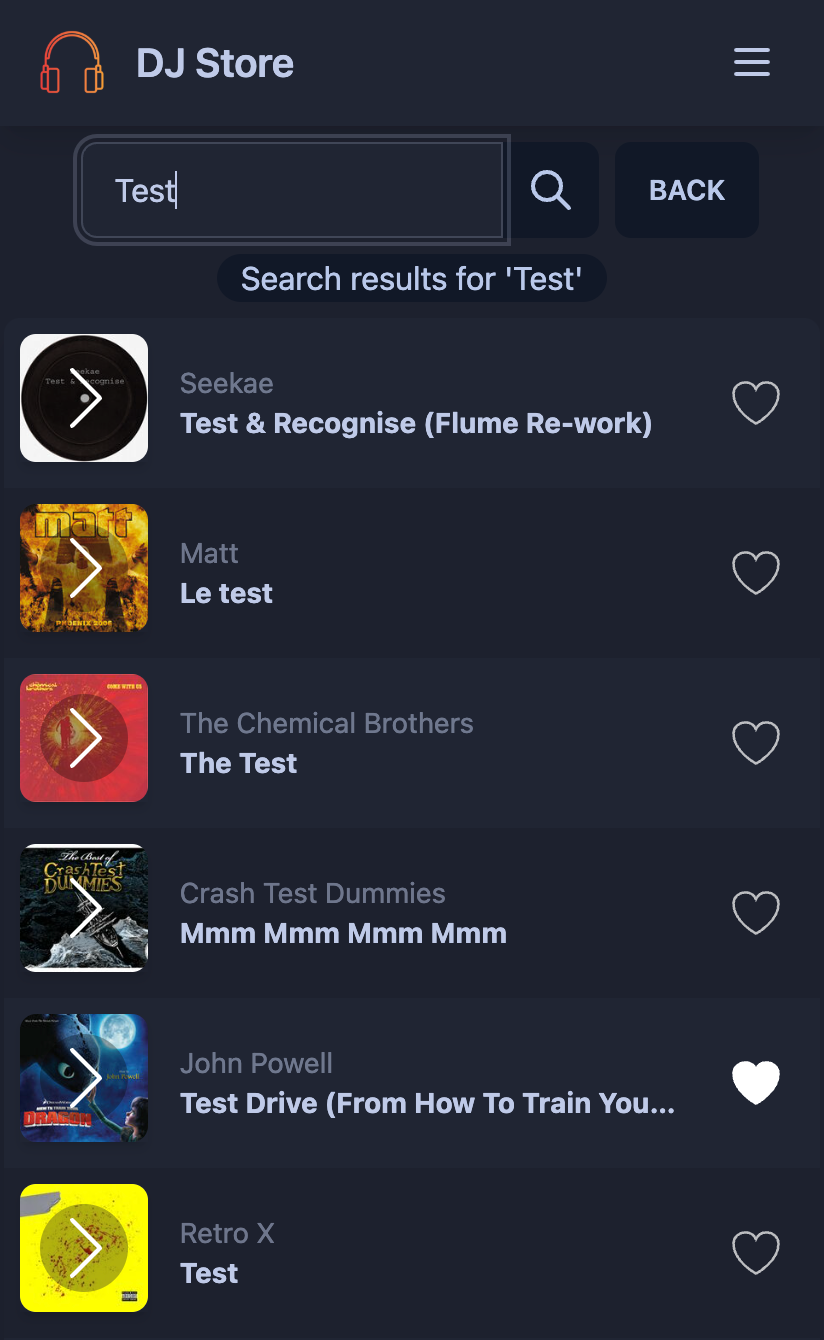 DJ Store
Test
BACK
Search results for 'Test'
Seekae
Test & Recognise
Seekae
Test & Recognise (Flume Re-work)
matt
PHOENIX 2006
Matt
Le test
The Chemical Brothers
The Test
The Best of
Crash Test
DUMMIES
Crash Test Dummies
Mmm Mmm Mmm Mmm
John Powell
HOW TO TRAIN YOUR
DRAGON
John Powell
Test Drive (From How To Train You...
Retro X
Test